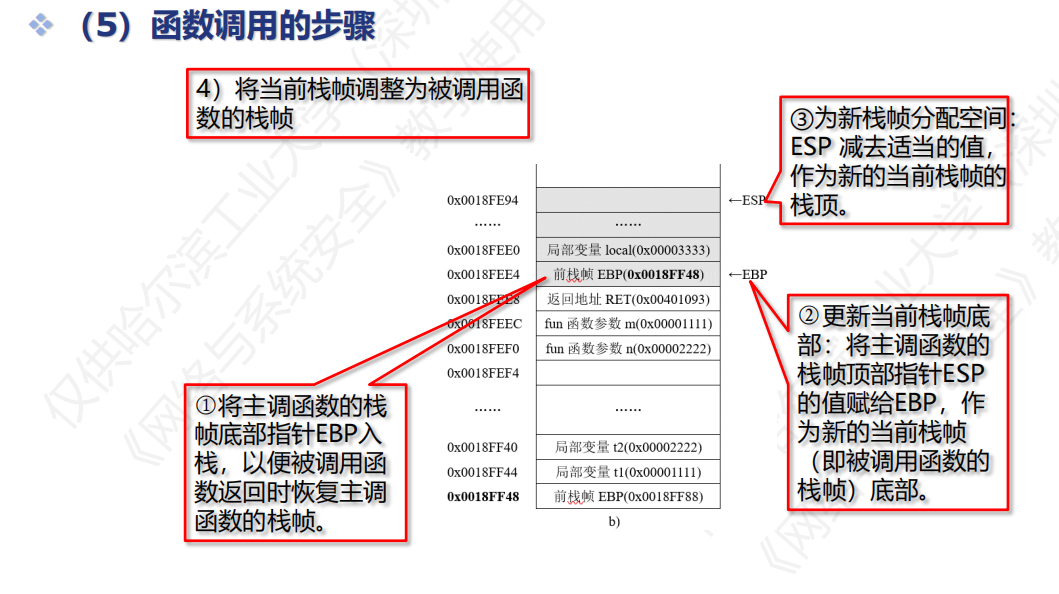 (5) 函数调用的步骤
4）将当前栈帧调整为被调用函
数的栈帧
③为新栈帧分配空间：
ESP 减去适当的值，
作为新的当前栈帧的
栈顶。
0x0018FE94 ←ESP
…… ……
0x0018FEE0 局部变量 local(0x00003333)
0x0018FEE4 前栈帧 EBP(0x0018FF48) ←EBP
0x0018FEE8 返回地址 RET(0x00401093)
0x0018FEEC fun 函数参数 m(0x00001111)
0x0018FEF0 fun 函数参数 n(0x00002222)
0x0018FEF4
…… ……
0x0018FF40 局部变量 t2(0x00002222)
0x0018FF44 局部变量 t1(0x00001111)
0x0018FF48 前栈帧 EBP(0x0018FF88)
b)
②更新当前栈帧底
部：将主调函数的
栈帧顶部指针ESP
的值赋给EBP，作
为新的当前栈帧
（即被调用函数的
栈帧）底部。
①将主调函数的栈
帧底部指针EBP入
栈，以便被调用函
数返回时恢复主调
函数的栈帧。
仅供哈尔滨工业大学（深圳
《网络与系统安全》教学使用